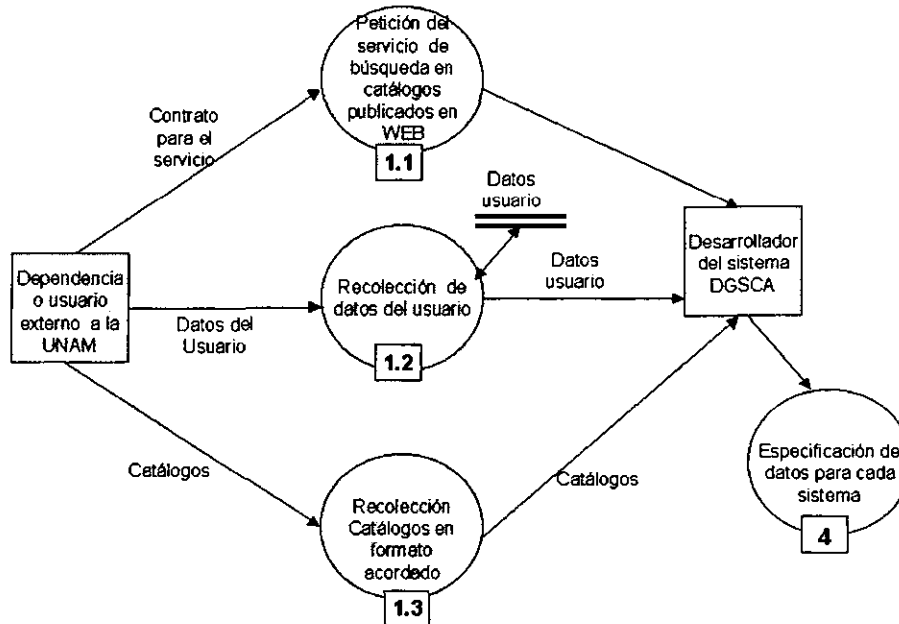 Petición del
servicio de
búsqueda en
catálogos
publicados en
WEB
1.1
Contrato
para el
servicio
Datos
usuario
Dependencia
o usuario
externo a la
UNAM
Datos del
Usuario
Recolección de
datos del usuario
1.2
Datos
usuario
Desarrollador
del sistema
DGSCA
Catálogos
Recolección
Catálogos en
formato
acordado
1.3
Catálogos
Especificación de
datos para cada
sistema
4